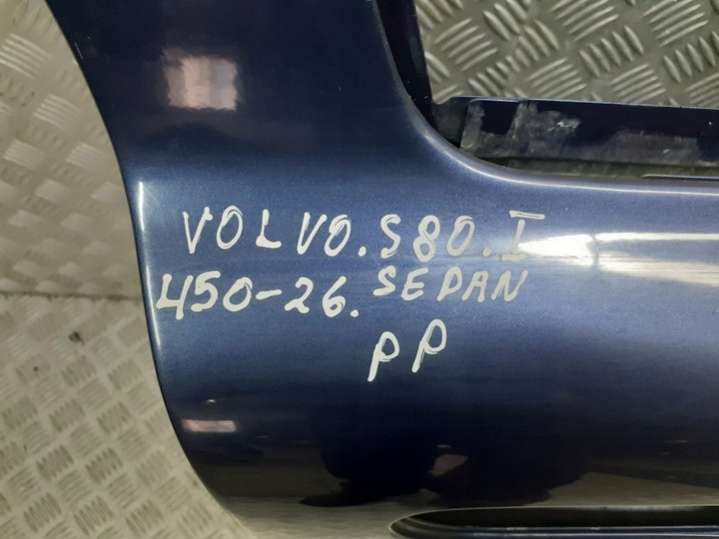 VOLVO. S80. I
450-26. SEDAN
PP